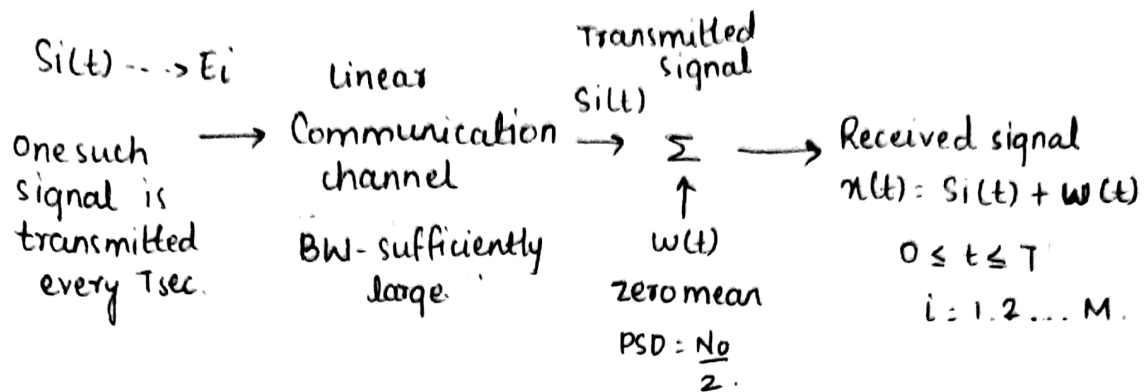 Si(t) ---> Ei
One such
signal is
transmitted
every Tsec.
→
Linear
Communication
channel
BW- sufficiently
large.
→
Transmitted
signal
Si(t)
Σ
↑
w(t)
zero mean
PSD = No/2.
→
Received signal
x(t) = Si(t) + w(t)
0 ≤ t ≤ T
i = 1.2 ... M.